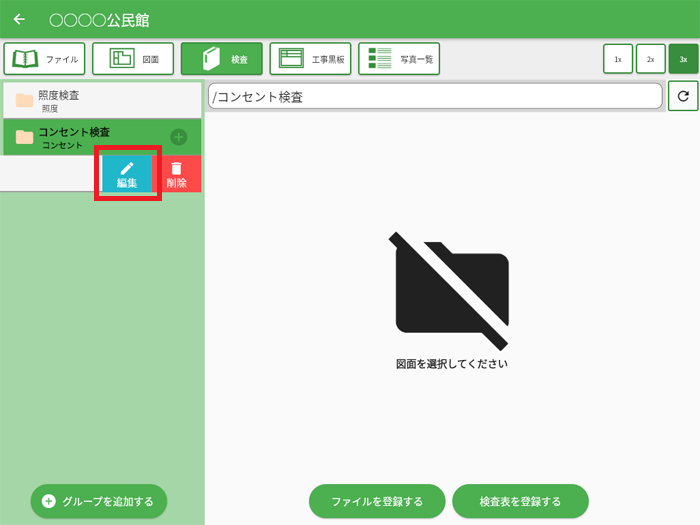 〇〇〇〇公民館
ファイル
図面
検査
工事黒板
写真一覧
1x
2x
3x
照度検査
照度
コンセント検査
コンセント
編集
削除
/コンセント検査
図面を選択してください
グループを追加する
ファイルを登録する
検査表を登録する